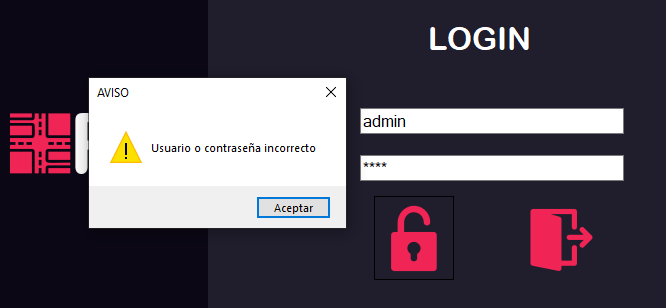 LOGIN
AVISO
Usuario o contraseña incorrecto
Aceptar
admin
****